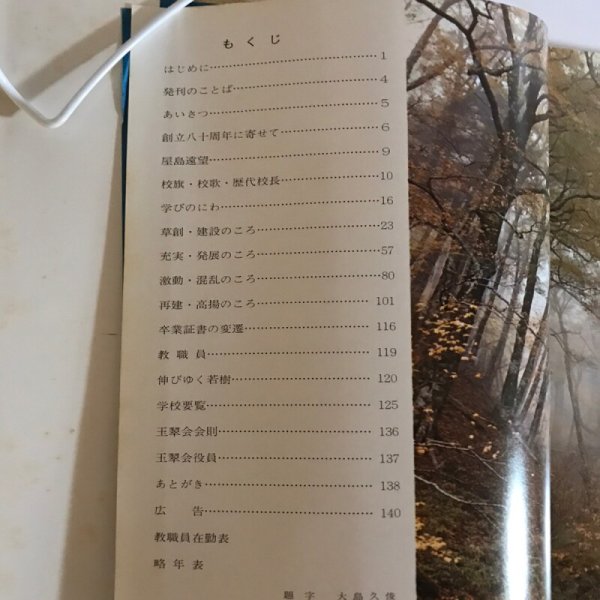 もくじ
はじめに……………………1
発刊のことば……………………4
あいさつ……………………5
創立八十周年に寄せて……………………6
屋島遠望……………………9
校旗・校歌・歴代校長……………………10
学びのにわ……………………16
草創・建設のころ……………………23
充実・発展のころ……………………57
激動・混乱のころ……………………80
再建・高揚のころ……………………101
卒業証書の変遷……………………116
教職員……………………119
伸びゆく若樹……………………120
学校要覧……………………125
玉翠会会則……………………136
玉翠会役員……………………137
あとがき……………………138
広　告……………………140
教職員在勤表
略年表
題字　大島久俊